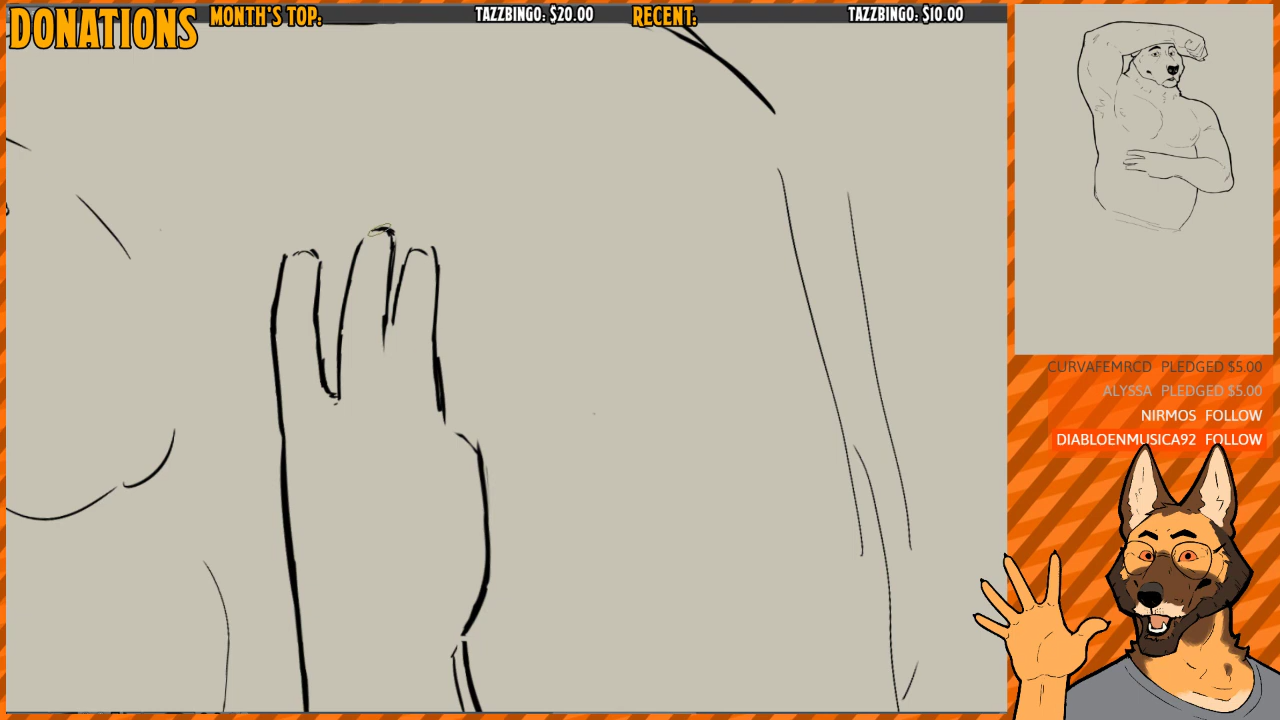 DONATIONS MONTH'S TOP: TAZZBINGO: $20.00 RECENT: TAZZBINGO: $10.00
CURVAFEMRCD PLEDGED $5.00
ALYSSA PLEDGED $5.00
NIRMOS FOLLOW
DIABLOENMUSICA92 FOLLOW